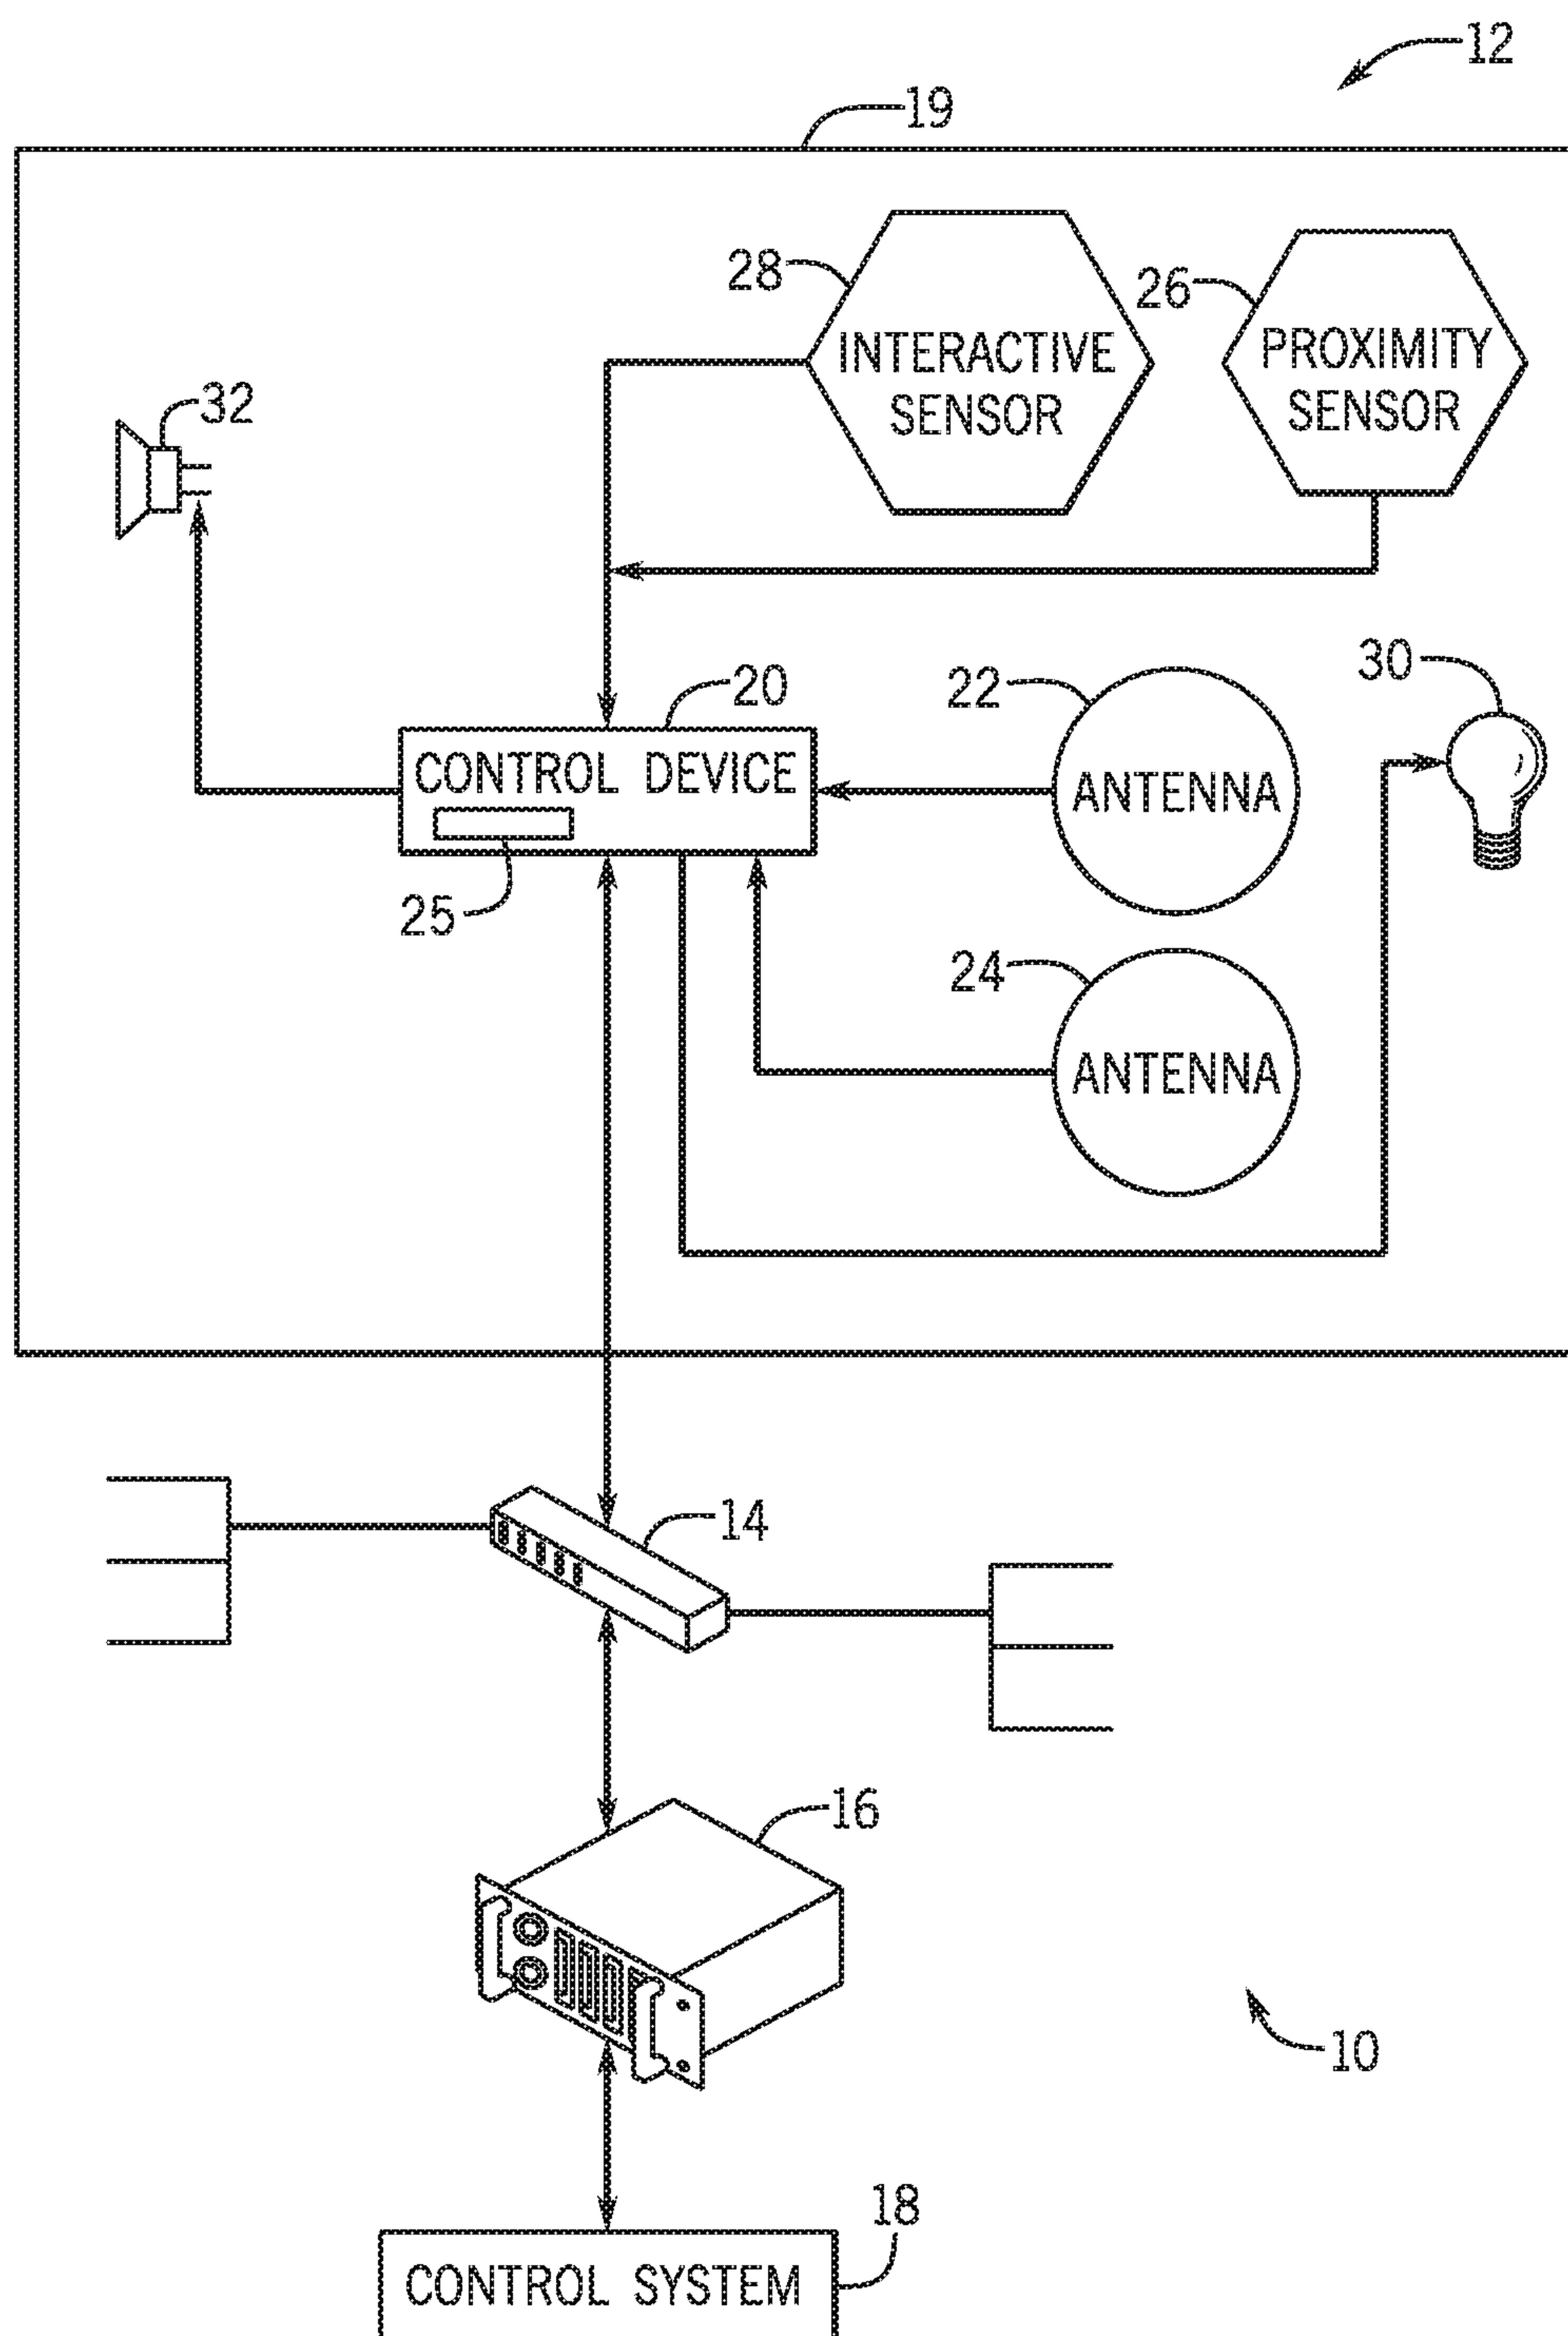 12
19
28
26
INTERACTIVE
SENSOR
PROXIMITY
SENSOR
32
20
22
30
CONTROL DEVICE
ANTENNA
25
24
ANTENNA
14
16
10
18
CONTROL SYSTEM